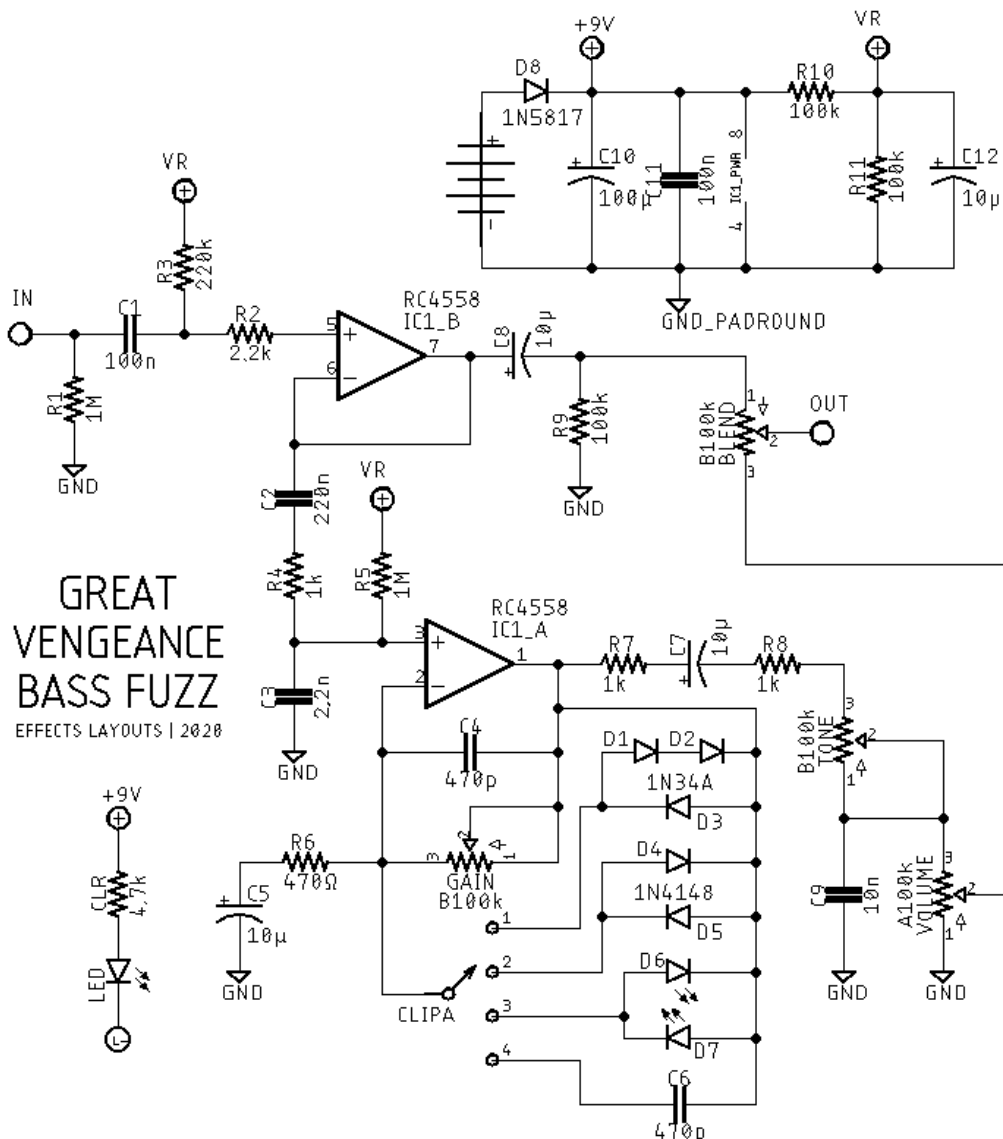 +9V
VR
D8
1N5817
R10
100k
+
-
+
C10
100µ
C11
100n
4 IC1_PWR 8
R11
100k
+
C12
10µ
GND_PADROUND
VR
R3
220k
IN
C1
100n
R1
1M
GND
R2
2,2k
RC4558
IC1_B
5
+
6
-
7
C8
10µ
+
R9
100k
GND
B100k
BLEND
1
2
3
OUT
C2
220n
VR
R4
1k
R5
1M
GREAT
VENGEANCE
BASS FUZZ
EFFECTS LAYOUTS | 2020
C3
2,2n
GND
RC4558
IC1_A
3
+
2
-
1
R7
1k
C7
10µ
+
R8
1k
C4
470p
D1
D2
1N34A
D3
B100k
TONE
3
2
1
+9V
CLR
4,7k
LED
L-
R6
470Ω
+
C5
10µ
GND
3
2
1
GAIN
B100k
D4
1N4148
D5
D6
D7
CLIPA
1
2
3
4
C6
470p
C9
10n
GND
A100k
VOLUME
3
2
1
GND